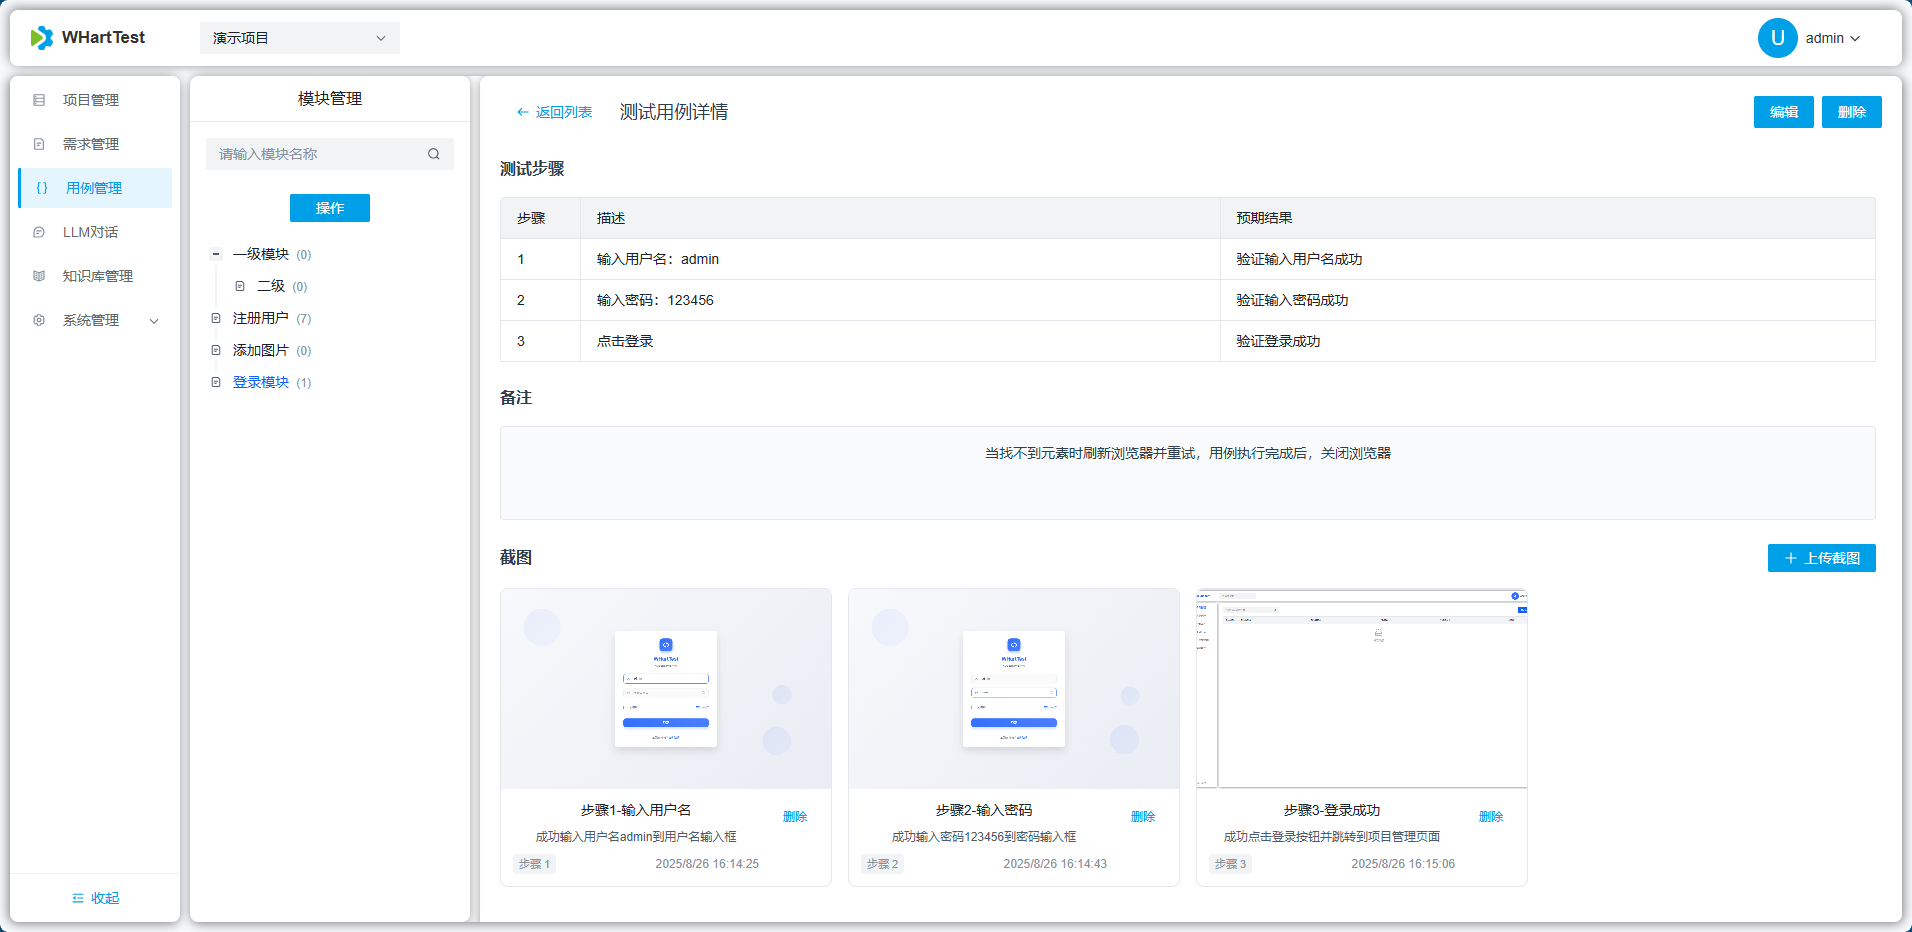 WHartTest
演示项目
U
admin
项目管理
需求管理
用例管理
LLM对话
知识库管理
系统管理
收起
模块管理
请输入模块名称
操作
一级模块 (0)
二级 (0)
注册用户 (7)
添加图片 (0)
登录模块 (1)
返回列表
测试用例详情
编辑
删除
测试步骤
步骤 描述 预期结果
1 输入用户名：admin 验证输入用户名成功
2 输入密码：123456 验证输入密码成功
3 点击登录 验证登录成功
备注
当找不到元素时刷新浏览器并重试，用例执行完成后，关闭浏览器
截图
上传截图
WHartTest
步骤1-输入用户名
删除
成功输入用户名admin到用户名输入框
步骤 1
2025/8/26 16:14:25
WHartTest
步骤2-输入密码
删除
成功输入密码123456到密码输入框
步骤 2
2025/8/26 16:14:43
步骤3-登录成功
删除
成功点击登录按钮并跳转到项目管理页面
步骤 3
2025/8/26 16:15:06